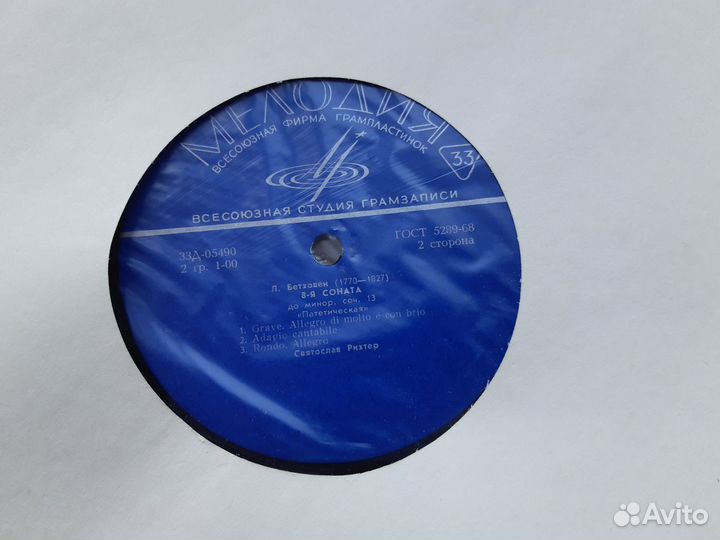 МЕЛОДИЯ
ВСЕСОЮЗНАЯ ФИРМА ГРАМПЛАСТИНОК
33
ВСЕСОЮЗНАЯ СТУДИЯ ГРАМЗАПИСИ
33Д-05490
2 гр. 1-00
ГОСТ 5289-68
2 сторона
Л. Бетховен (1770—1827)
8-Я СОНАТА
до минор, соч. 13
«Патетическая»
1. Grave. Allegro di molto e con brio
2. Adagio cantabile
3. Rondo. Allegro
Святослав Рихтер
Avito